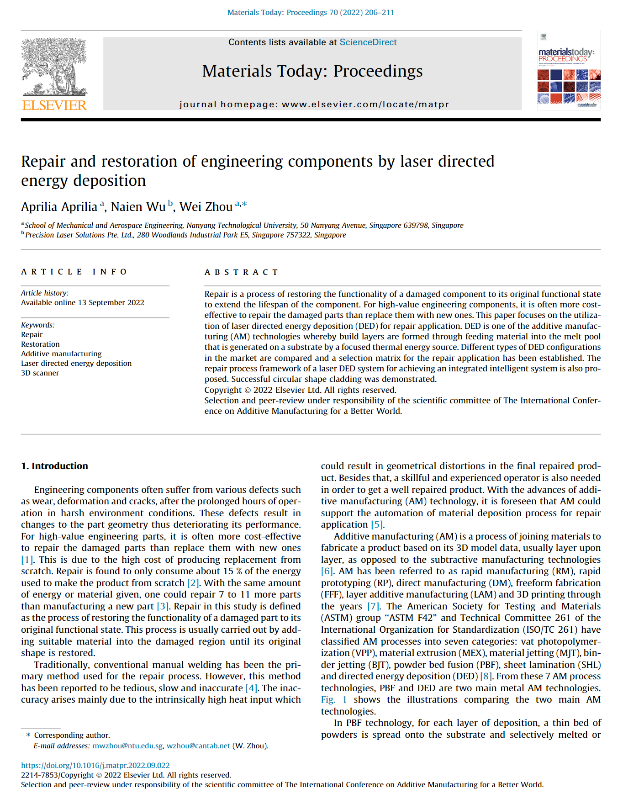 Materials Today: Proceedings 70 (2022) 206–211
Contents lists available at ScienceDirect
Materials Today: Proceedings
journal homepage: www.elsevier.com/locate/matpr
ELSEVIER
materialstoday:
PROCEEDINGS
Repair and restoration of engineering components by laser directed
energy deposition
Aprilia Aprilia a, Naien Wu b, Wei Zhou a,*
a School of Mechanical and Aerospace Engineering, Nanyang Technological University, 50 Nanyang Avenue, Singapore 639798, Singapore
b Precision Laser Solutions Pte. Ltd., 280 Woodlands Industrial Park E5, Singapore 757322, Singapore
ARTICLE INFO
Article history:
Available online 13 September 2022
Keywords:
Repair
Restoration
Additive manufacturing
Laser directed energy deposition
3D scanner
ABSTRACT
Repair is a process of restoring the functionality of a damaged component to its original functional state
to extend the lifespan of the component. For high-value engineering components, it is often more cost-
effective to repair the damaged parts than replace them with new ones. This paper focuses on the utiliza-
tion of laser directed energy deposition (DED) for repair application. DED is one of the additive manufac-
turing (AM) technologies whereby build layers are formed through feeding material into the melt pool
that is generated on a substrate by a focused thermal energy source. Different types of DED configurations
in the market are compared and a selection matrix for the repair application has been established. The
repair process framework of a laser DED system for achieving an integrated intelligent system is also pro-
posed. Successful circular shape cladding was demonstrated.
Copyright © 2022 Elsevier Ltd. All rights reserved.
Selection and peer-review under responsibility of the scientific committee of The International Confer-
ence on Additive Manufacturing for a Better World.
1. Introduction
Engineering components often suffer from various defects such
as wear, deformation and cracks, after the prolonged hours of oper-
ation in harsh environment conditions. These defects result in
changes to the part geometry thus deteriorating its performance.
For high-value engineering parts, it is often more cost-effective
to repair the damaged parts than replace them with new ones
[1]. This is due to the high cost of producing replacement from
scratch. Repair is found to only consume about 15 % of the energy
used to make the product from scratch [2]. With the same amount
of energy or material given, one could repair 7 to 11 more parts
than manufacturing a new part [3]. Repair in this study is defined
as the process of restoring the functionality of a damaged part to its
original functional state. This process is usually carried out by add-
ing suitable material into the damaged region until its original
shape is restored.
Traditionally, conventional manual welding has been the pri-
mary method used for the repair process. However, this method
has been reported to be tedious, slow and inaccurate [4]. The inac-
curacy arises mainly due to the intrinsically high heat input which
could result in geometrical distortions in the final repaired prod-
uct. Besides that, a skillful and experienced operator is also needed
in order to get a well repaired product. With the advances of addi-
tive manufacturing (AM) technology, it is foreseen that AM could
support the automation of material deposition process for repair
application [5].
Additive manufacturing (AM) is a process of joining materials to
fabricate a product based on its 3D model data, usually layer upon
layer, as opposed to the subtractive manufacturing technologies
[6]. AM has been referred to as rapid manufacturing (RM), rapid
prototyping (RP), direct manufacturing (DM), freeform fabrication
(FFF), layer additive manufacturing (LAM) and 3D printing through
the years [7]. The American Society for Testing and Materials
(ASTM) group "ASTM F42" and Technical Committee 261 of the
International Organization for Standardization (ISO/TC 261) have
classified AM processes into seven categories: vat photopolymer-
ization (VPP), material extrusion (MEX), material jetting (MJT), bin-
der jetting (BJT), powder bed fusion (PBF), sheet lamination (SHL)
and directed energy deposition (DED) [8]. From these 7 AM process
technologies, PBF and DED are two main metal AM technologies.
Fig. 1 shows the illustrations comparing the two main AM
technologies.
In PBF technology, for each layer of deposition, a thin bed of
powders is spread onto the substrate and selectively melted or
* Corresponding author.
E-mail addresses: mwzhou@ntu.edu.sg, wzhou@cantab.net (W. Zhou).
https://doi.org/10.1016/j.matpr.2022.09.022
2214-7853/Copyright © 2022 Elsevier Ltd. All rights reserved.
Selection and peer-review under responsibility of the scientific committee of The International Conference on Additive Manufacturing for a Better World.